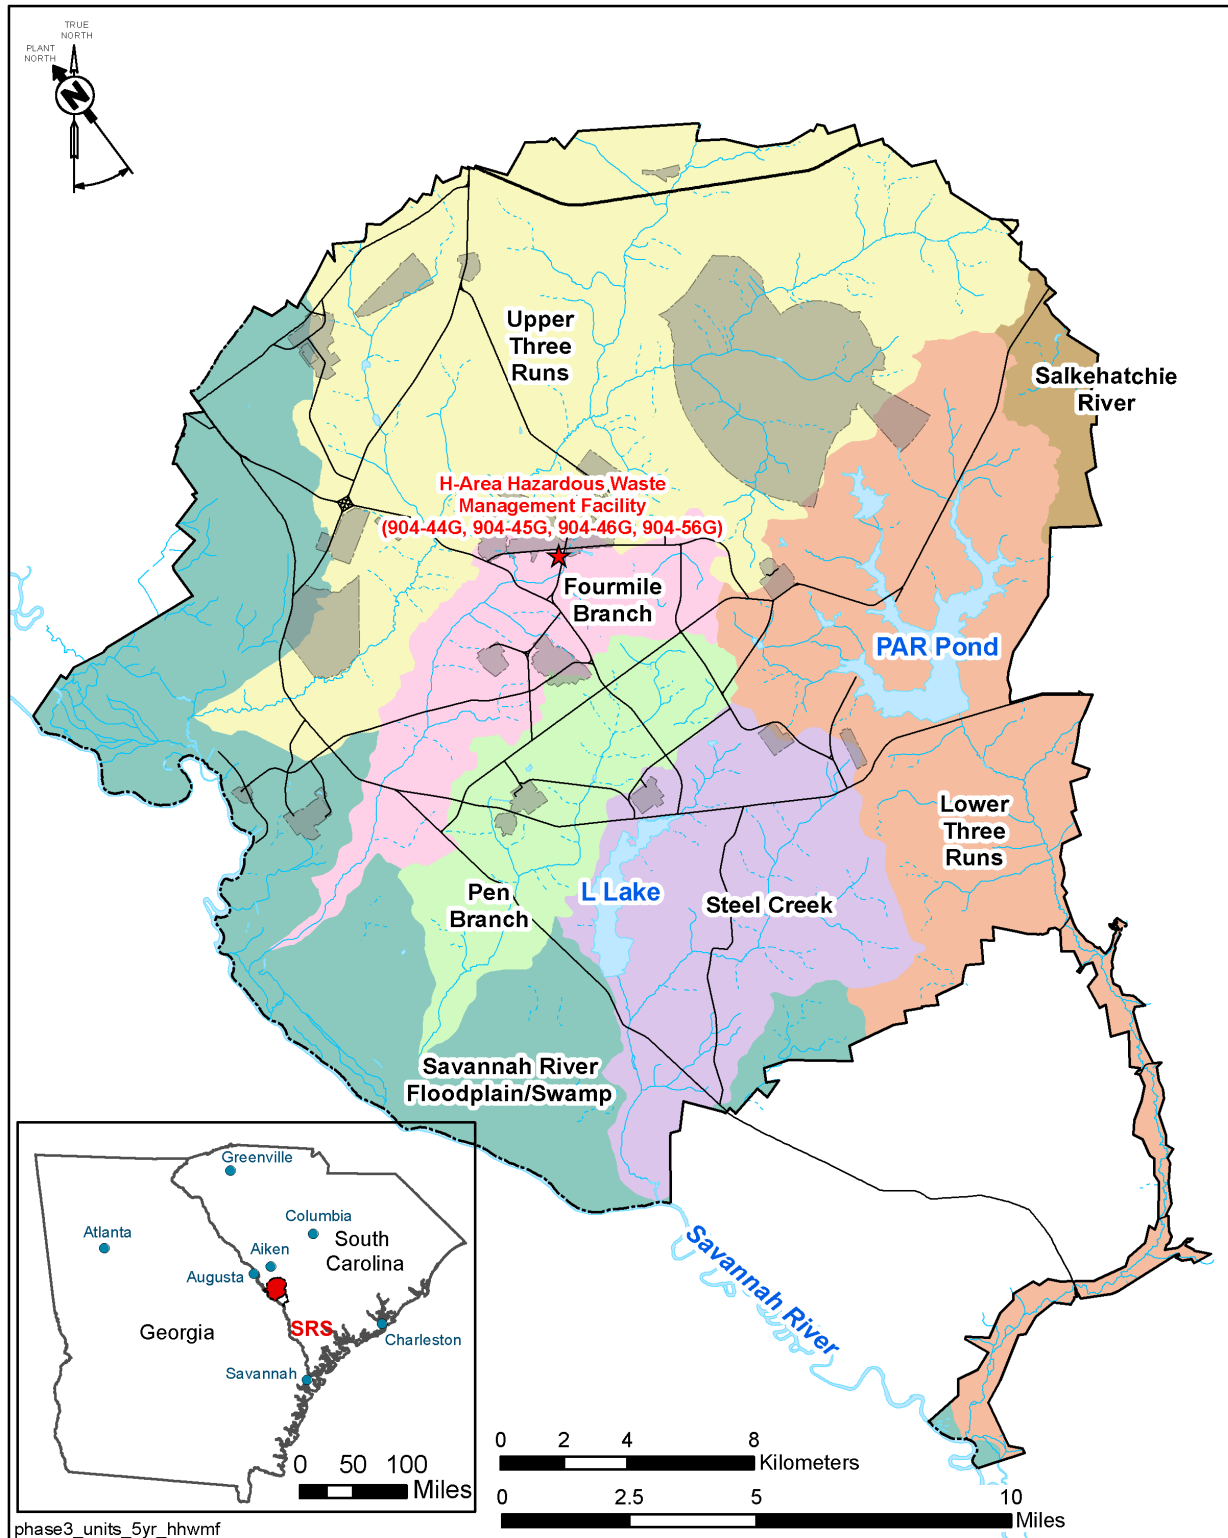 TRUE
NORTH
PLANT
NORTH
N
Upper
Three
Runs
Salkehatchie
River
H-Area Hazardous Waste
Management Facility
(904-44G, 904-45G, 904-46G, 904-56G)
Fourmile
Branch
PAR Pond
Lower
Three
Runs
Pen
Branch
L Lake
Steel Creek
Savannah River
Floodplain/Swamp
Savannah River
Greenville
Atlanta
Columbia
South
Carolina
Aiken
Augusta
Georgia
SRS
Charleston
Savannah
0 50 100
Miles
0 2 4 8
Kilometers
0 2.5 5 10
Miles
phase3_units_5yr_hhwmf